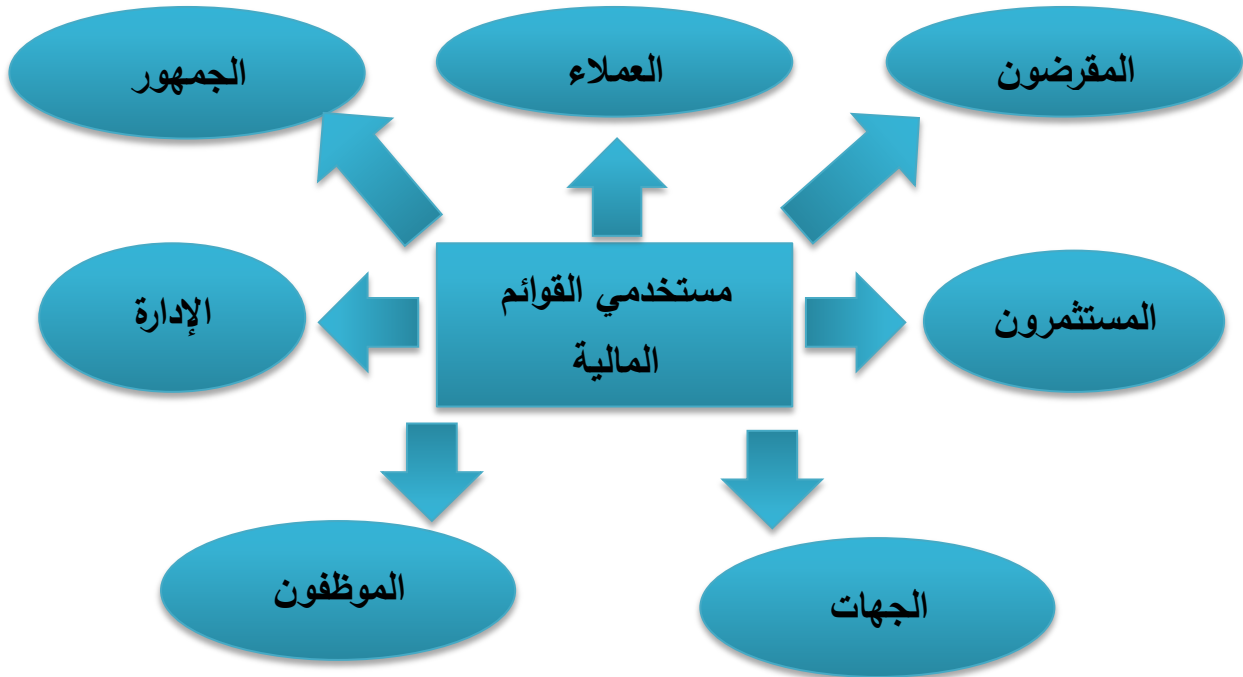 المقرضون
العملاء
الجمهور
مستخدمي القوائم
المالية
المستثمرون
الإدارة
الجهات
الموظفون